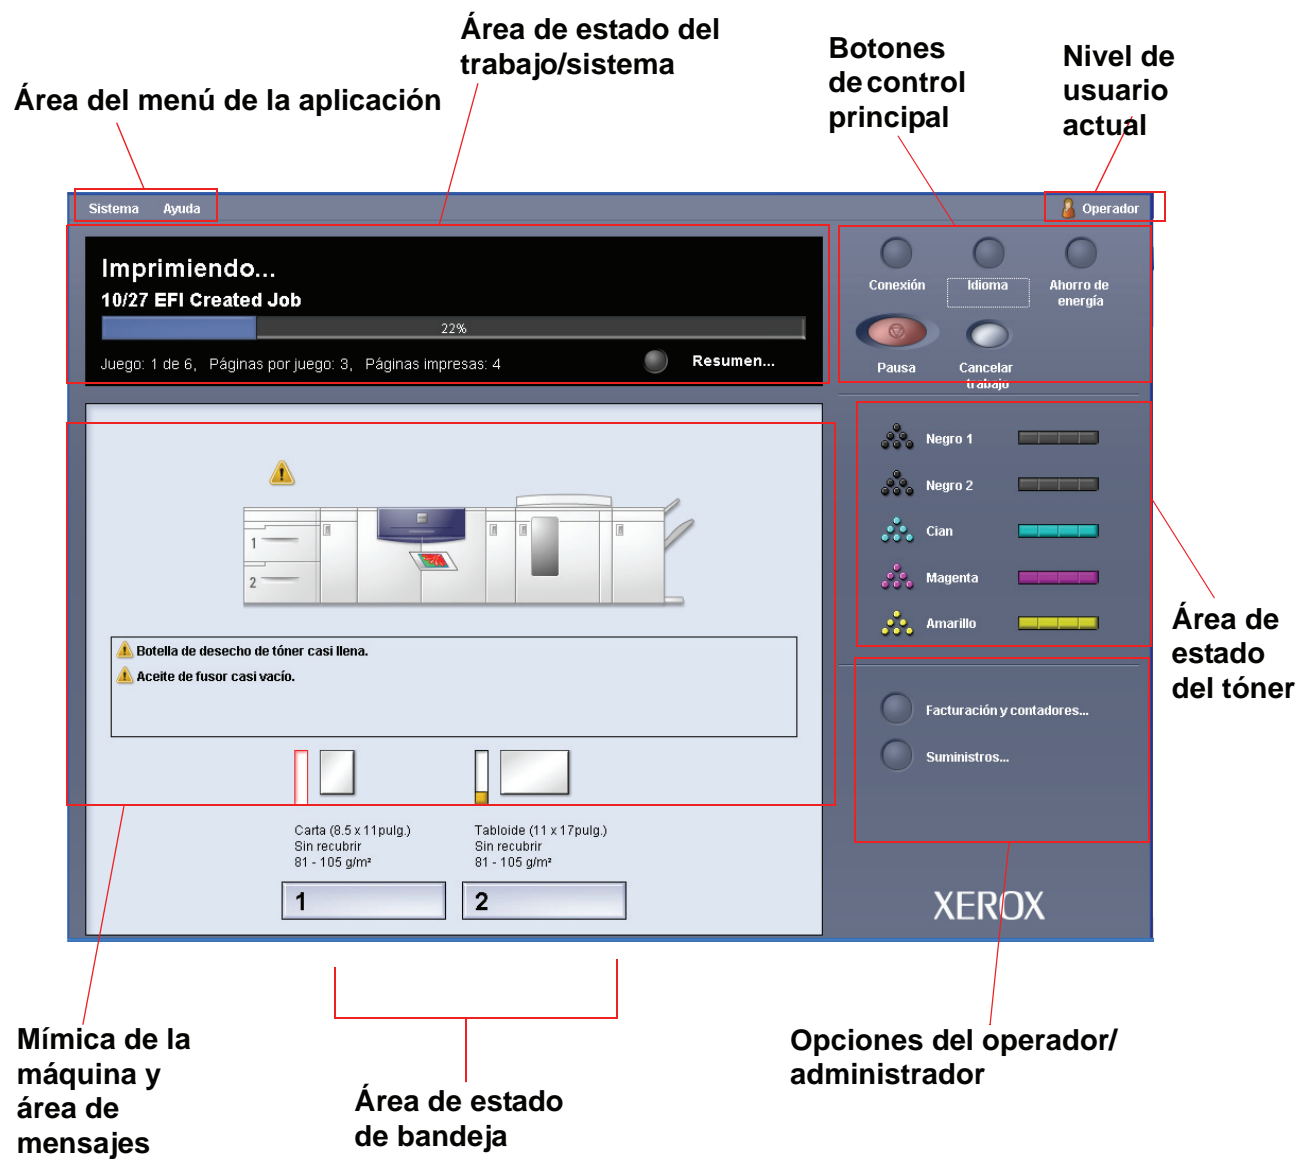 Área de estado del
trabajo/sistema
Botones
de control
principal
Nivel de
usuario
actual
Área del menú de la aplicación
Sistema Ayuda
Operador
Imprimiendo...
10/27 EFI Created Job
22%
Juego: 1 de 6, Páginas por juego: 3, Páginas impresas: 4
Resumen...
Conexión
Idioma
Ahorro de
energía
Pausa
Cancelar
trabajo
Negro 1
Negro 2
Cian
Magenta
Amarillo
1
2
Botella de desecho de tóner casi llena.
Aceite de fusor casi vacío.
Facturación y contadores...
Suministros...
Carta (8.5 x 11pulg.)
Sin recubrir
81 - 105 g/m²
Tabloide (11 x 17pulg.)
Sin recubrir
81 - 105 g/m²
1
2
XEROX
Área de
estado
del tóner
Mímica de la
máquina y
área de
mensajes
Área de estado
de bandeja
Opciones del operador/
administrador